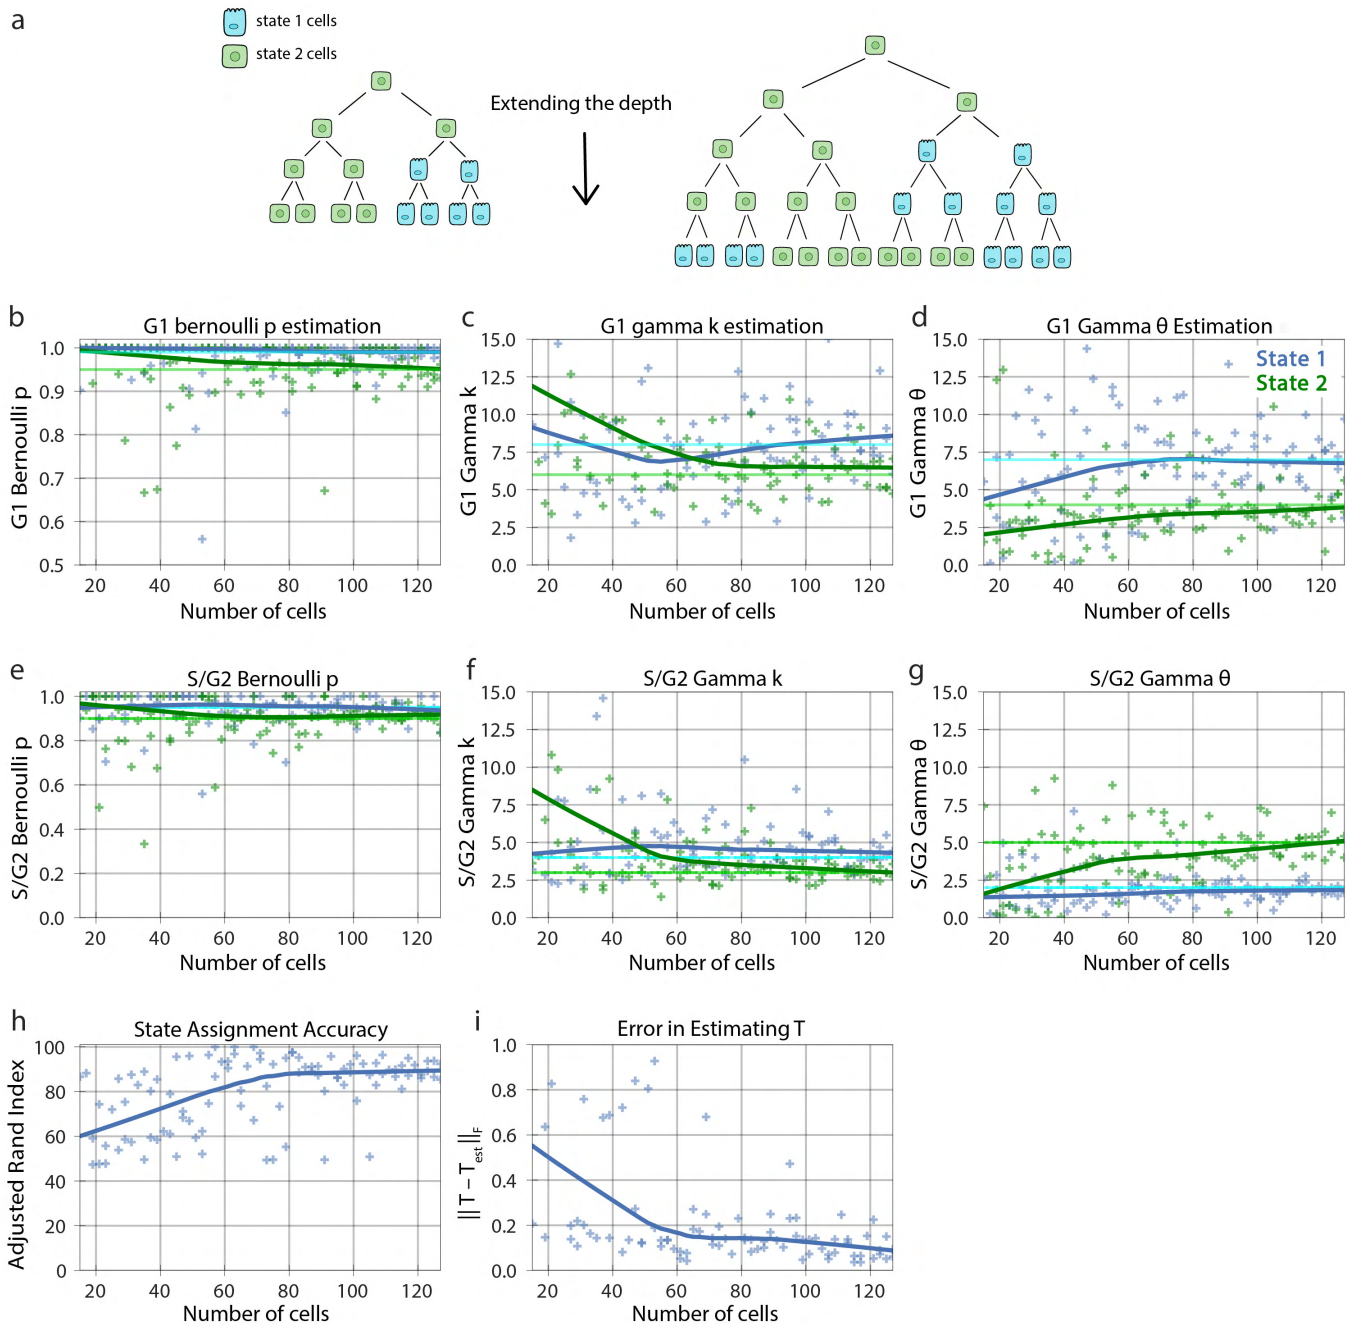 a
state 1 cells
state 2 cells
Extending the depth
b
G1 bernoulli p estimation
G1 Bernoulli p
1.0
0.9
0.8
0.7
0.6
0.5
20 40 60 80 100 120
Number of cells
c
G1 gamma k estimation
G1 Gamma k
15.0
12.5
10.0
7.5
5.0
2.5
0.0
20 40 60 80 100 120
Number of cells
d
G1 Gamma θ Estimation
State 1
State 2
G1 Gamma θ
15.0
12.5
10.0
7.5
5.0
2.5
0.0
20 40 60 80 100 120
Number of cells
e
S/G2 Bernoulli p
S/G2 Bernoulli p
1.0
0.8
0.6
0.4
0.2
0.0
20 40 60 80 100 120
Number of cells
f
S/G2 Gamma k
S/G2 Gamma k
15.0
12.5
10.0
7.5
5.0
2.5
0.0
20 40 60 80 100 120
Number of cells
g
S/G2 Gamma θ
S/G2 Gamma θ
15.0
12.5
10.0
7.5
5.0
2.5
0.0
20 40 60 80 100 120
Number of cells
h
State Assignment Accuracy
Adjusted Rand Index
100
80
60
40
20
0
20 40 60 80 100 120
Number of cells
i
Error in Estimating T
|| T − Test ||F
1.0
0.8
0.6
0.4
0.2
0.0
20 40 60 80 100 120
Number of cells